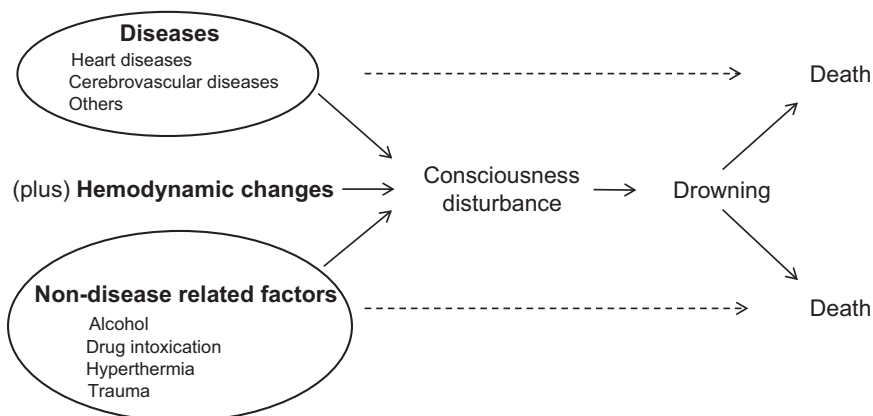 Diseases
Heart diseases
Cerebrovascular diseases
Others
Death
(plus) Hemodynamic changes
Consciousness
disturbance
Drowning
Non-disease related factors
Alcohol
Drug intoxication
Hyperthermia
Trauma
Death